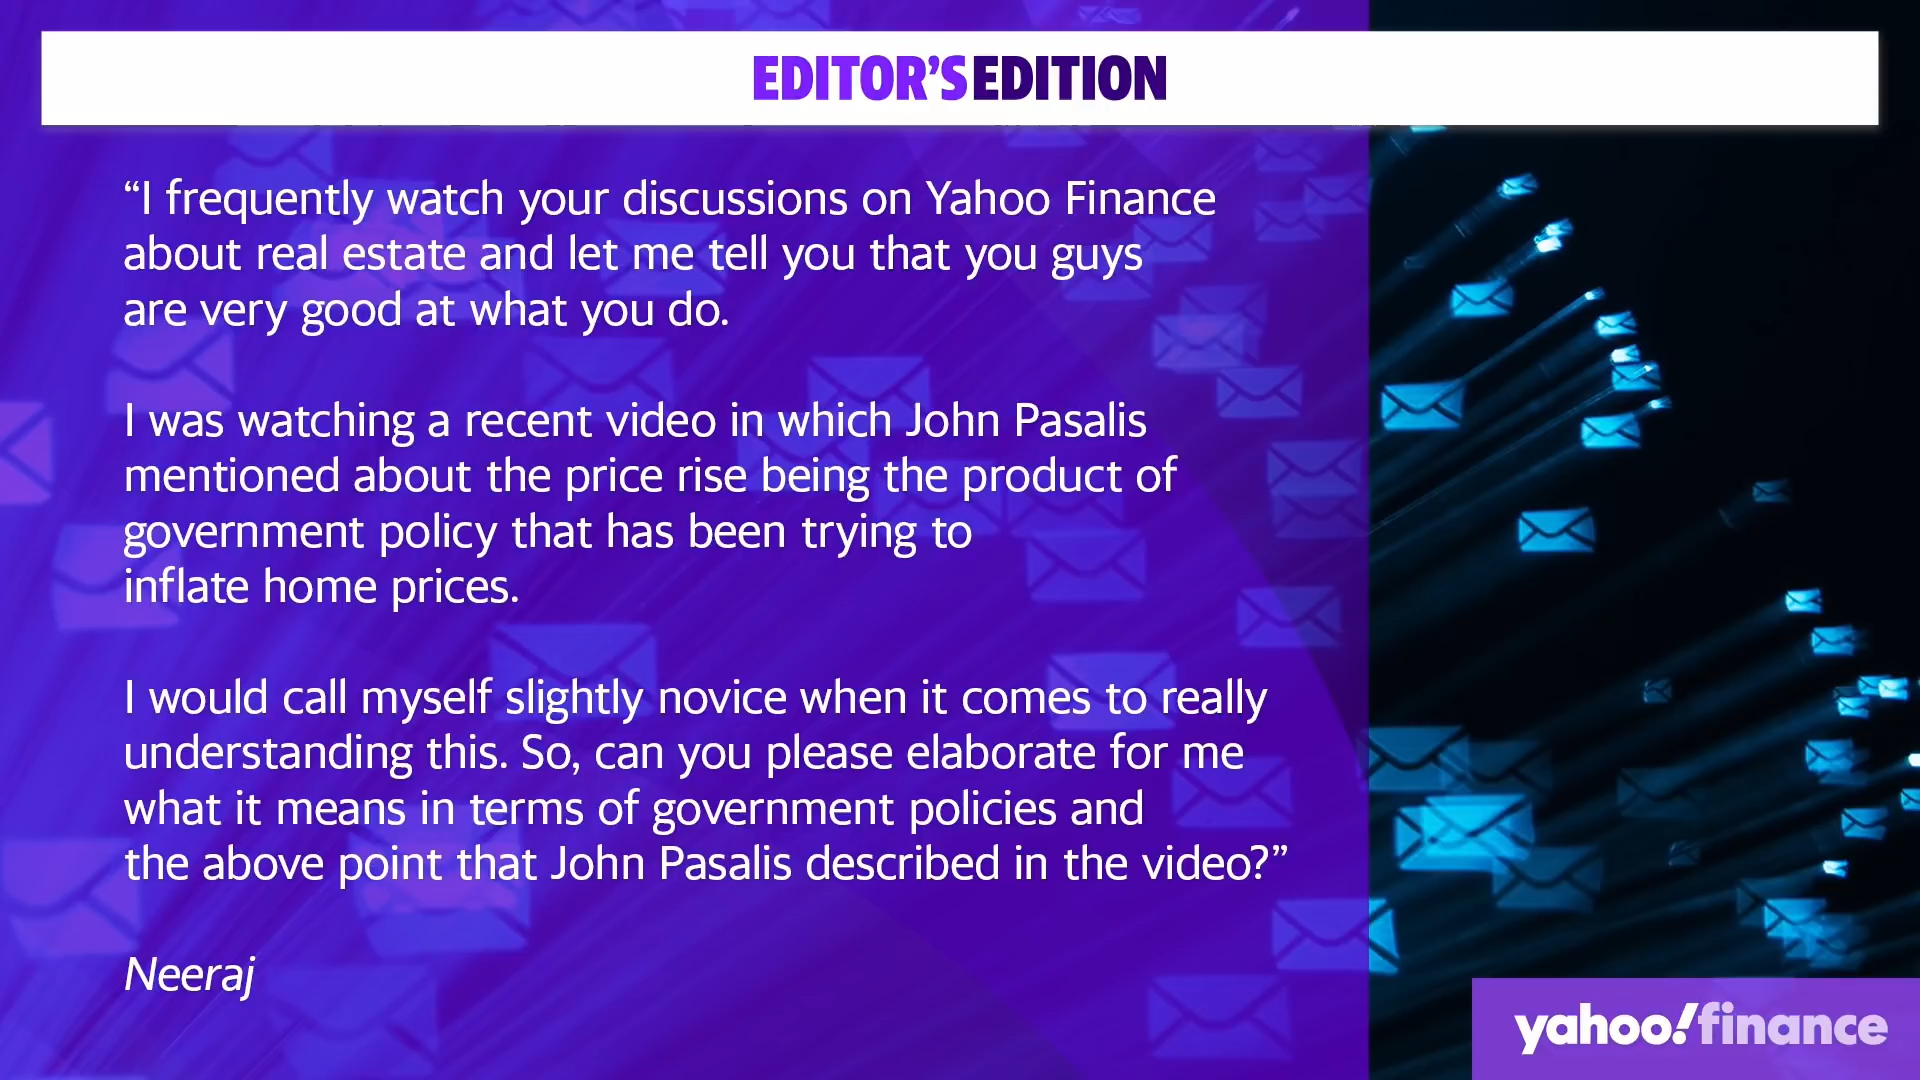 EDITOR'S EDITION
“I frequently watch your discussions on Yahoo Finance
about real estate and let me tell you that you guys
are very good at what you do.
I was watching a recent video in which John Pasalis
mentioned about the price rise being the product of
government policy that has been trying to
inflate home prices.
I would call myself slightly novice when it comes to really
understanding this. So, can you please elaborate for me
what it means in terms of government policies and
the above point that John Pasalis described in the video?”
Neeraj
yahoo!finance